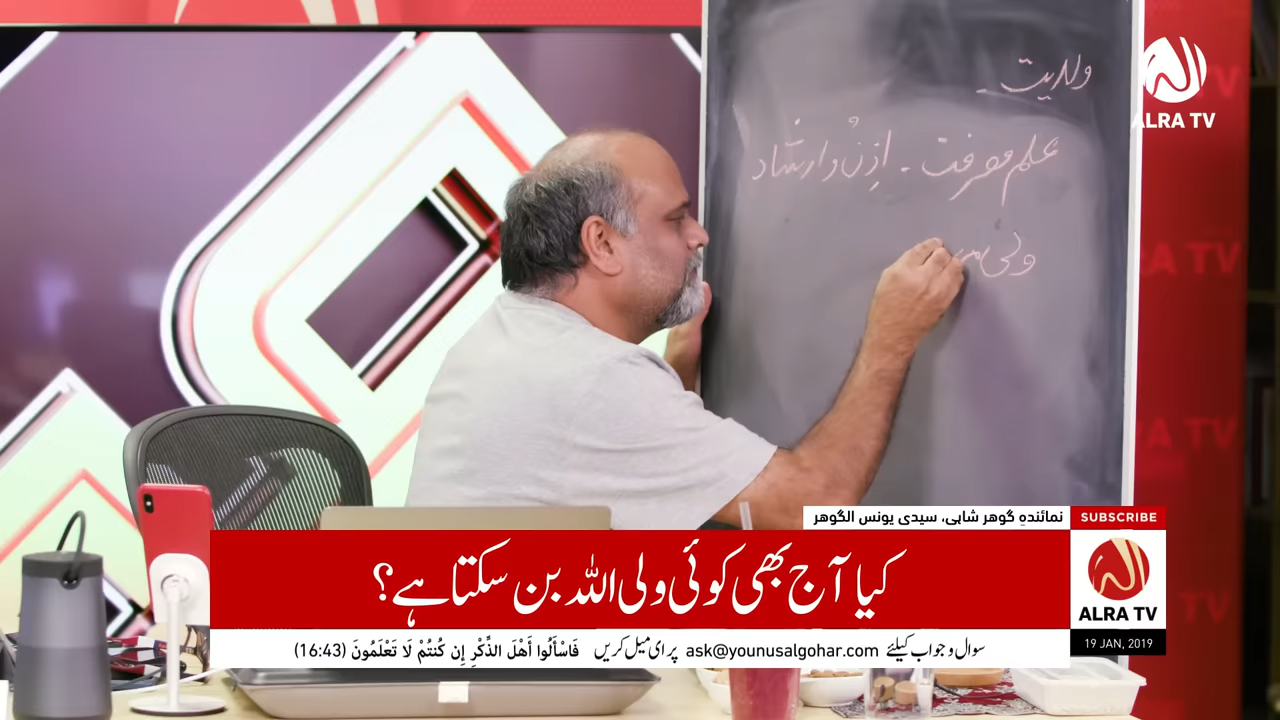 ولایت
علم معرفت - اِذنُ و ارشاد
ولی
ALRA TV
نمائندہِ گوھر شاہی، سیدی یونس الگوھر
SUBSCRIBE
کیا آج بھی کوئی ولی اللہ بن سکتا ہے؟
ALRA TV
19 JAN, 2019
سوال و جواب کیلئے ask@younusalgohar.com پر ای میل کریں فَاسْأَلُوا أَهْلَ الذِّكْرِ إِن كُنتُمْ لَا تَعْلَمُونَ (16:43)